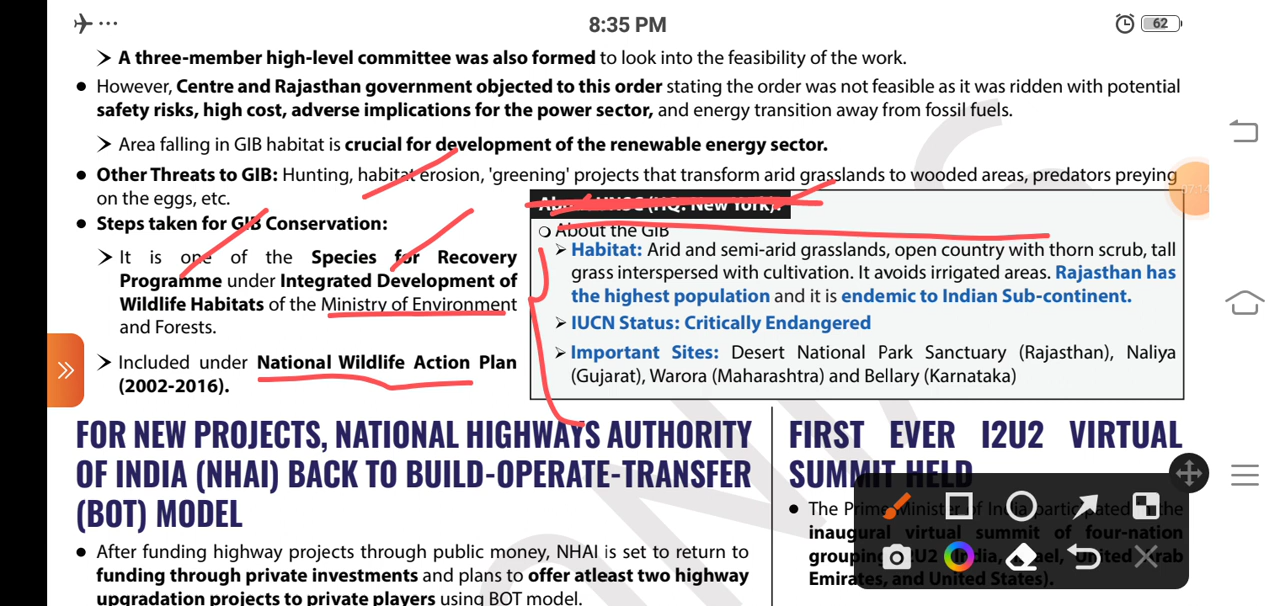 8:35 PM
62
➤ A three-member high-level committee was also formed to look into the feasibility of the work.
● However, Centre and Rajasthan government objected to this order stating the order was not feasible as it was ridden with potential
safety risks, high cost, adverse implications for the power sector, and energy transition away from fossil fuels.
➤ Area falling in GIB habitat is crucial for development of the renewable energy sector.
● Other Threats to GIB: Hunting, habitat erosion, 'greening' projects that transform arid grasslands to wooded areas, predators preying
on the eggs, etc.
● Steps taken for GIB Conservation:
➤ It is one of the Species for Recovery
Programme under Integrated Development of
Wildlife Habitats of the Ministry of Environment
and Forests.
➤ Included under National Wildlife Action Plan
(2002-2016).
(HQ: New York):
❍ About the GIB
➤ Habitat: Arid and semi-arid grasslands, open country with thorn scrub, tall
grass interspersed with cultivation. It avoids irrigated areas. Rajasthan has
the highest population and it is endemic to Indian Sub-continent.
➤ IUCN Status: Critically Endangered
➤ Important Sites: Desert National Park Sanctuary (Rajasthan), Naliya
(Gujarat), Warora (Maharashtra) and Bellary (Karnataka)
FOR NEW PROJECTS, NATIONAL HIGHWAYS AUTHORITY
OF INDIA (NHAI) BACK TO BUILD-OPERATE-TRANSFER
(BOT) MODEL
● After funding highway projects through public money, NHAI is set to return to
funding through private investments and plans to offer atleast two highway
upgradation projects to private players using BOT model.
FIRST EVER I2U2 VIRTUAL
SUMMIT HELD
● The Prime Minister of India participated the
inaugural virtual summit of four-nation
grouping United Arab
Emirates, and United States).